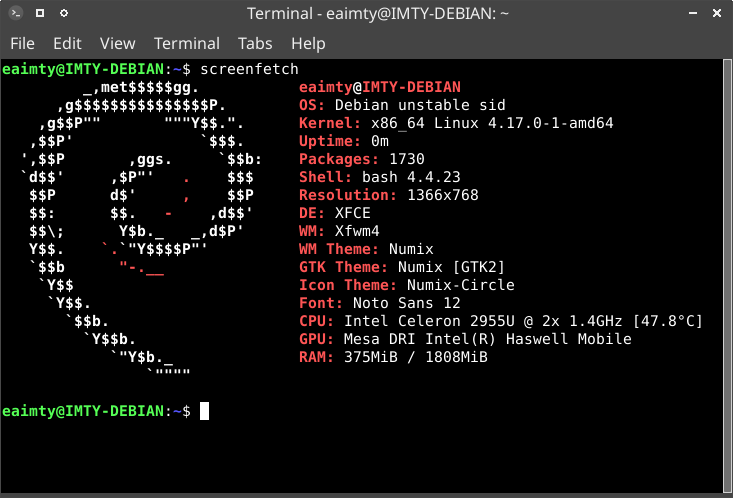 Terminal - eaimty@IMTY-DEBIAN: ~
File Edit View Terminal Tabs Help
eaimty@IMTY-DEBIAN:~$ screenfetch
         _,met$$$$$gg.           eaimty@IMTY-DEBIAN
      ,g$$$$$$$$$$$$$$$P.        OS: Debian unstable sid
    ,g$$P""       """Y$$.".      Kernel: x86_64 Linux 4.17.0-1-amd64
   ,$$P'              `$$$.      Uptime: 0m
  ',$$P       ,ggs.     `$$b:    Packages: 1730
  `d$$'     ,$P"'   .    $$$     Shell: bash 4.4.23
   $$P      d$'     ,    $$P     Resolution: 1366x768
   $$:      $$.   -    ,d$$'     DE: XFCE
   $$\;      Y$b._   _,d$P'      WM: Xfwm4
   Y$$.    `.`"Y$$$$P"'          WM Theme: Numix
   `$$b      "-.__               GTK Theme: Numix [GTK2]
    `Y$$                         Icon Theme: Numix-Circle
     `Y$$.                       Font: Noto Sans 12
       `$$b.                     CPU: Intel Celeron 2955U @ 2x 1.4GHz [47.8°C]
         `Y$$b.                  GPU: Mesa DRI Intel(R) Haswell Mobile
            `"Y$b._              RAM: 375MiB / 1808MiB
                `""""
eaimty@IMTY-DEBIAN:~$